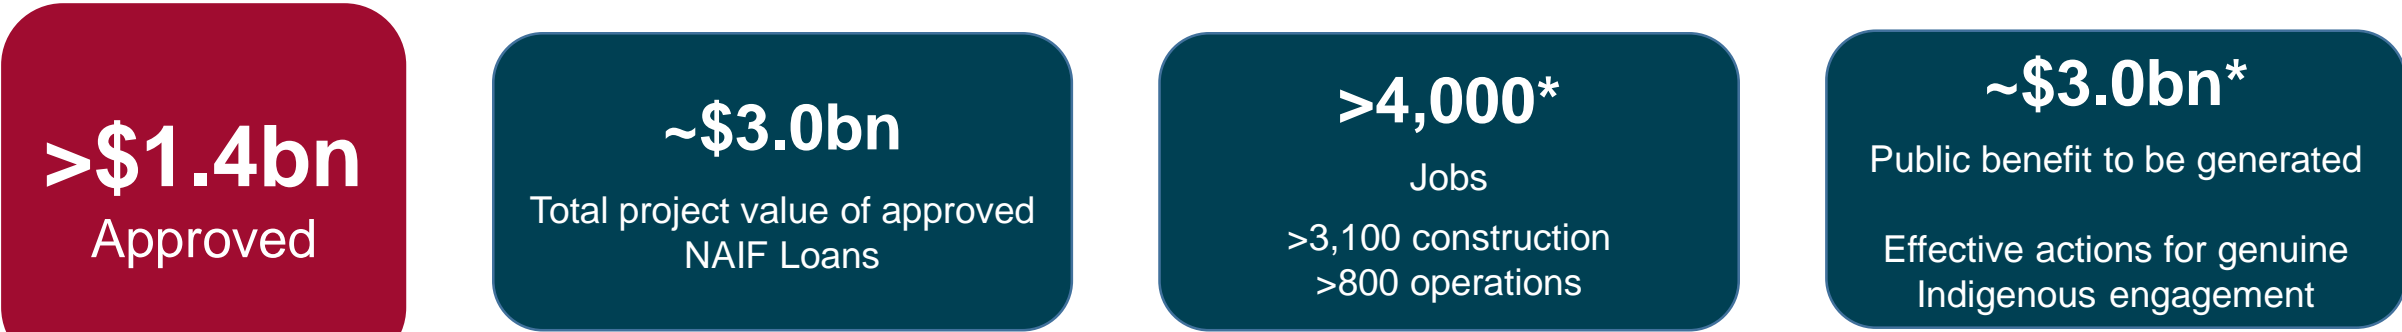 >$1.4bn
Approved
~$3.0bn
Total project value of approved
NAIF Loans
>4,000*
Jobs
>3,100 construction
>800 operations
~$3.0bn*
Public benefit to be generated
Effective actions for genuine
Indigenous engagement